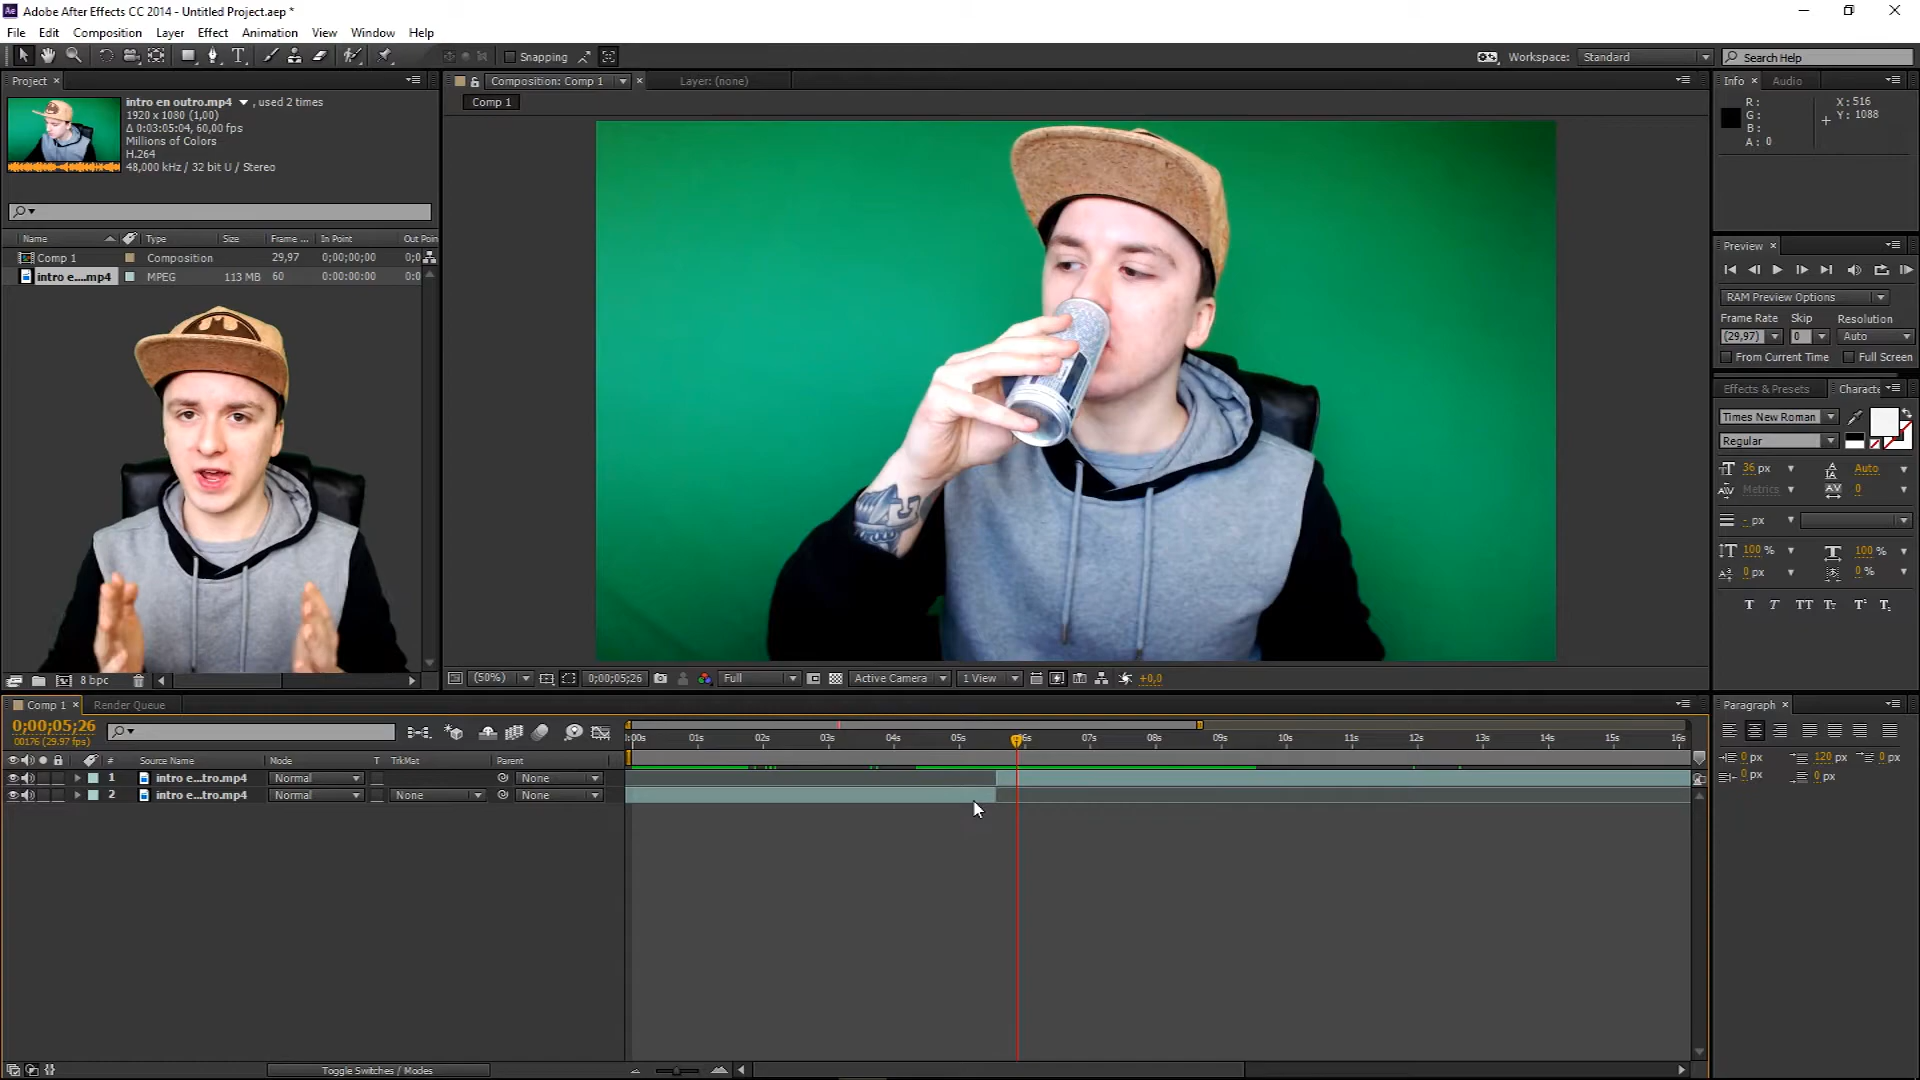 Adobe After Effects CC 2014 - Untitled Project.aep *
File Edit Composition Layer Effect Animation View Window Help
Snapping
Workspace: Standard
Search Help
Project
intro en outro.mp4 , used 2 times
1920 x 1080 (1,00)
Δ 0:03:05:04, 60,00 fps
Millions of Colors
H.264
48,000 kHz / 32 bit U / Stereo
Name Type Size Frame ... In Point Out Poin
Comp 1 Composition 29,97 0;00;00;00 0;0
intro e....mp4 MPEG 113 MB 60 0:00:00:00 0:0
8 bpc
Composition: Comp 1
Layer: (none)
Comp 1
(50%) 0;00;05;26 Full Active Camera 1 View +0,0
Info Audio
R: X: 516
G: Y: 1088
B:
A: 0
Preview
RAM Preview Options
Frame Rate Skip Resolution
(29,97) 0 Auto
From Current Time Full Screen
Effects & Presets Characte
Times New Roman
Regular
36 px Auto
Metrics 0
- px
100 % 100 %
0 px 0 %
T T TT Tr T¹ T₁
Paragraph
0 px 120 px 0 px
0 px 0 px
Comp 1 Render Queue
0;00;05;26
00176 (29.97 fps)
:00s 01s 02s 03s 04s 05s 06s 07s 08s 09s 10s 11s 12s 13s 14s 15s 16s
# Source Name Mode T TrkMat Parent
1 intro e...tro.mp4 Normal None
2 intro e...tro.mp4 Normal None None
Toggle Switches / Modes